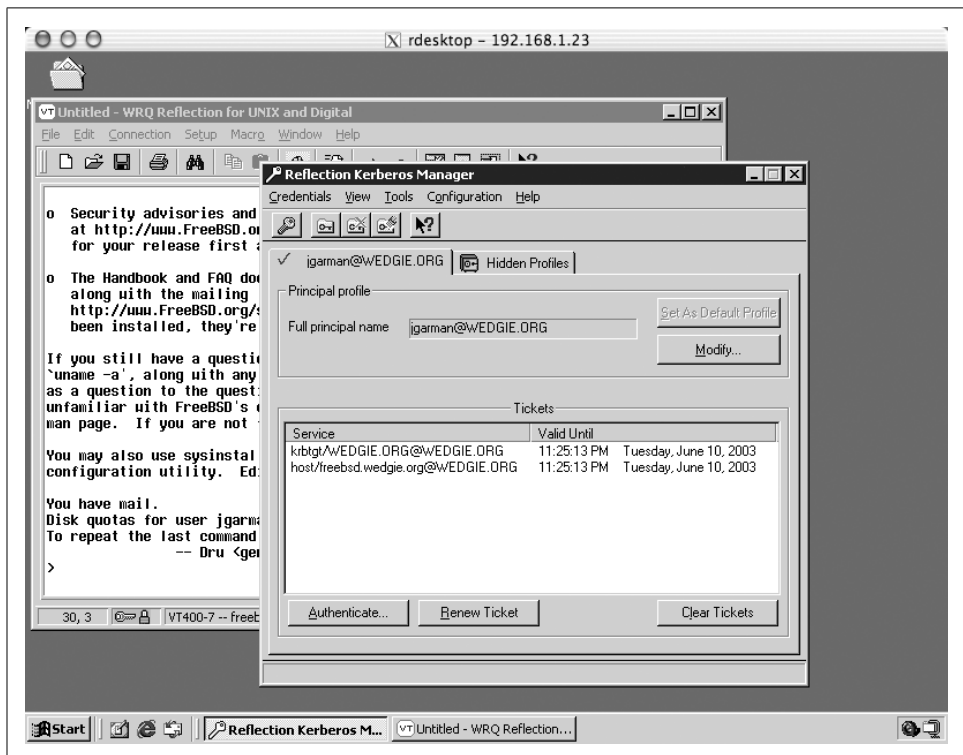 rdesktop – 192.168.1.23
Untitled - WRQ Reflection for UNIX and Digital
File Edit Connection Setup Macro Window Help
o Security advisories and
at http://www.FreeBSD.o
for your release first
o The Handbook and FAQ do
along with the mailing
http://www.FreeBSD.org/
been installed, they're
If you still have a questi
`uname -a', along with any
as a question to the quest
unfamiliar with FreeBSD's
man page. If you are not
You may also use sysinstal
configuration utility. Ed
You have mail.
Disk quotas for user jgarm
To repeat the last command
-- Dru <ge
>
30, 3 VT400-7 -- free
Reflection Kerberos Manager
Credentials View Tools Configuration Help
jgarman@WEDGIE.ORG Hidden Profiles
Principal profile
Full principal name jgarman@WEDGIE.ORG
Set As Default Profile
Modify...
Tickets
Service Valid Until
krbtgt/WEDGIE.ORG@WEDGIE.ORG 11:25:13 PM Tuesday, June 10, 2003
host/freebsd.wedgie.org@WEDGIE.ORG 11:25:13 PM Tuesday, June 10, 2003
Authenticate... Renew Ticket Clear Tickets
Start Reflection Kerberos M... Untitled - WRQ Reflection...